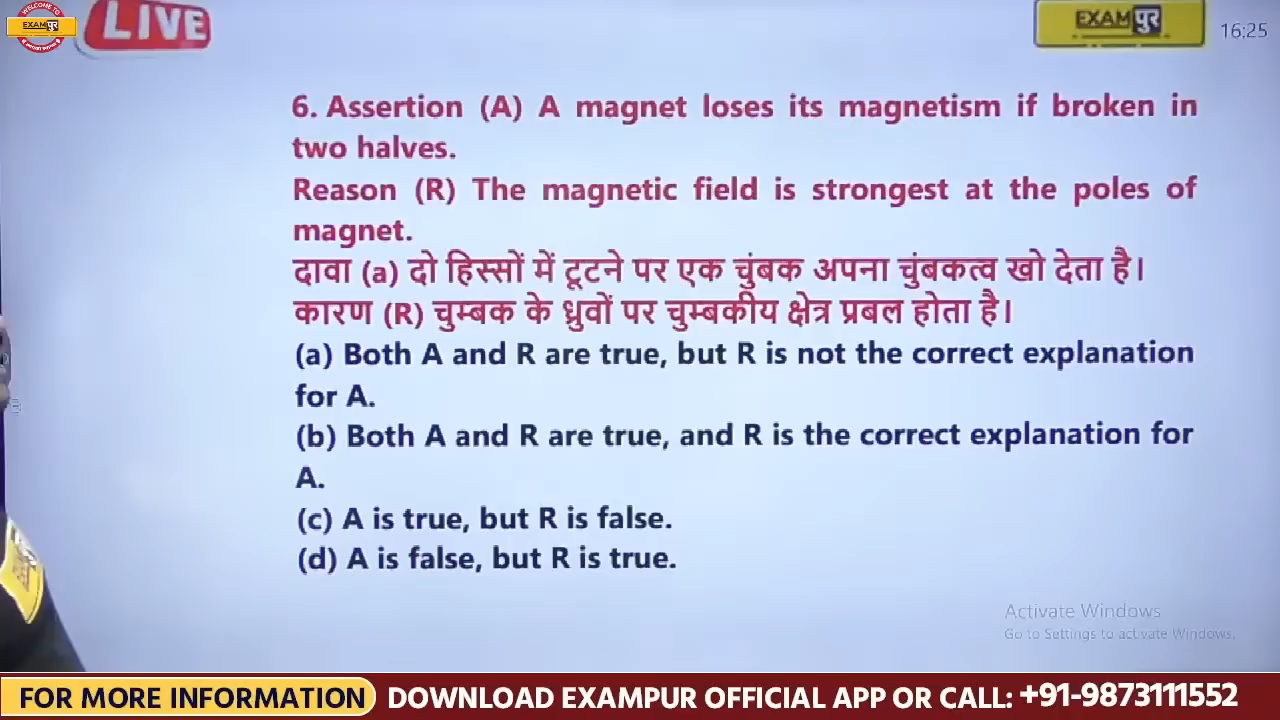 WELCOME TO
EXAMपुर
LIVE
EXAMपुर
16:25
6. Assertion (A) A magnet loses its magnetism if broken in
two halves.
Reason (R) The magnetic field is strongest at the poles of
magnet.
दावा (a) दो हिस्सों में टूटने पर एक चुंबक अपना चुंबकत्व खो देता है।
कारण (R) चुम्बक के ध्रुवों पर चुम्बकीय क्षेत्र प्रबल होता है।
(a) Both A and R are true, but R is not the correct explanation
for A.
(b) Both A and R are true, and R is the correct explanation for
A.
(c) A is true, but R is false.
(d) A is false, but R is true.
Activate Windows
Go to Settings to activate Windows.
FOR MORE INFORMATION DOWNLOAD EXAMPUR OFFICIAL APP OR CALL: +91-9873111552